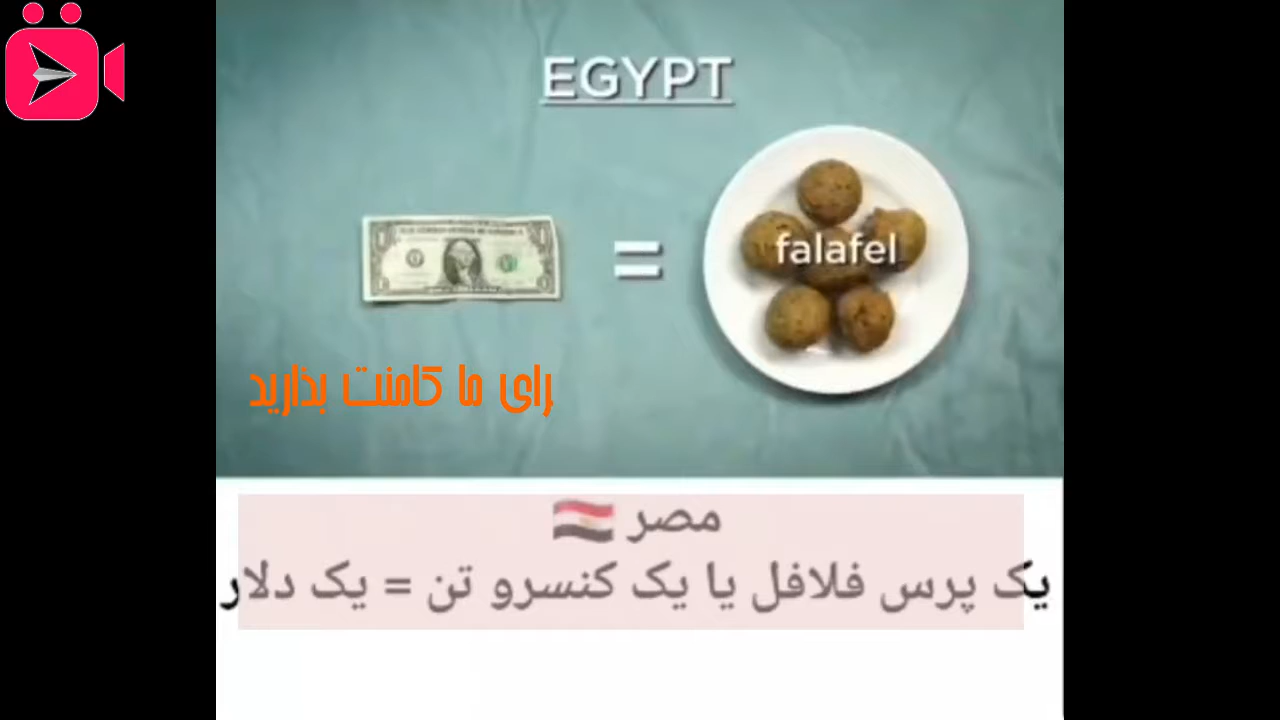 EGYPT
=
falafel
رای ما کامنت بذارید
مصر 🇪🇬
یک پرس فلافل یا یک کنسرو تن = یک دلار